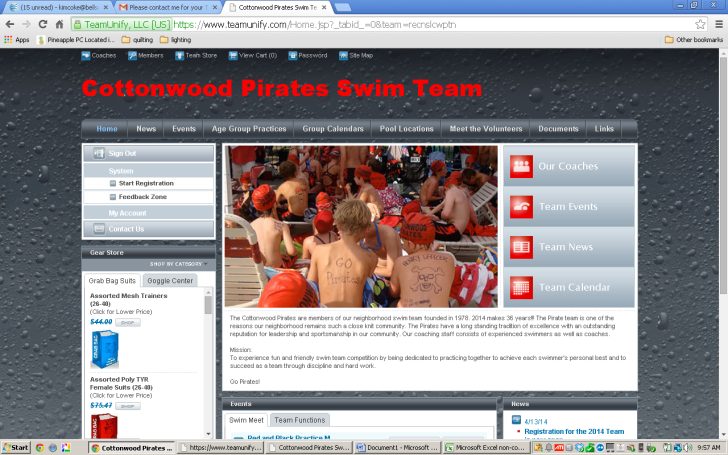 (15 unread) - kimcoke@bells
Please contact me for your
Cottonwood Pirates Swim Te
TeamUnify, LLC [US] https://www.teamunify.com/Home.jsp?_tabid_=0&team=recnslcwptn
Apps Pineapple PC Located i... quilting lighting Other bookmarks
Coaches Members Team Store View Cart (0) Password Site Map
Cottonwood Pirates Swim Team
Home News Events Age Group Practices Group Calendars Pool Locations Meet the Volunteers Documents Links
Sign Out
System
Start Registration
Feedback Zone
My Account
Contact Us
Gear Store
SHOP BY CATEGORY
Grab Bag Suits Goggle Center
Assorted Mesh Trainers
(26-40)
(Click for Lower Price)
$44.00 SHOP
Assorted Poly TYR
Female Suits (26-40)
(Click for Lower Price)
$75.47 SHOP
GO
PIRATES
Our Coaches
Team Events
Team News
Team Calendar
The Cottonwood Pirates are members of our neighborhood swim team founded in 1978. 2014 makes 36 years!!! The Pirate team is one of the
reasons our neighborhood remains such a close knit community. The Pirates have a long standing tradition of excellence with an outstanding
reputation for leadership and sportsmanship in our community. Our coaching staff consists of experienced swimmers as well as coaches.
Mission:
To experience fun and friendly swim team competition by being dedicated to practicing together to achieve each swimmer's personal best and to
succeed as a team through discipline and hard work.
Go Pirates!
Events
Swim Meet Team Functions
Red and Black Practice M
News
4/13/14
Registration for the 2014 Team
Start
Cottonwood Pirates ...
https://www.teamunify...
Cottonwood Pirates Sw...
Document1 - Microsoft ...
Microsoft Excel non-co...
9:57 AM